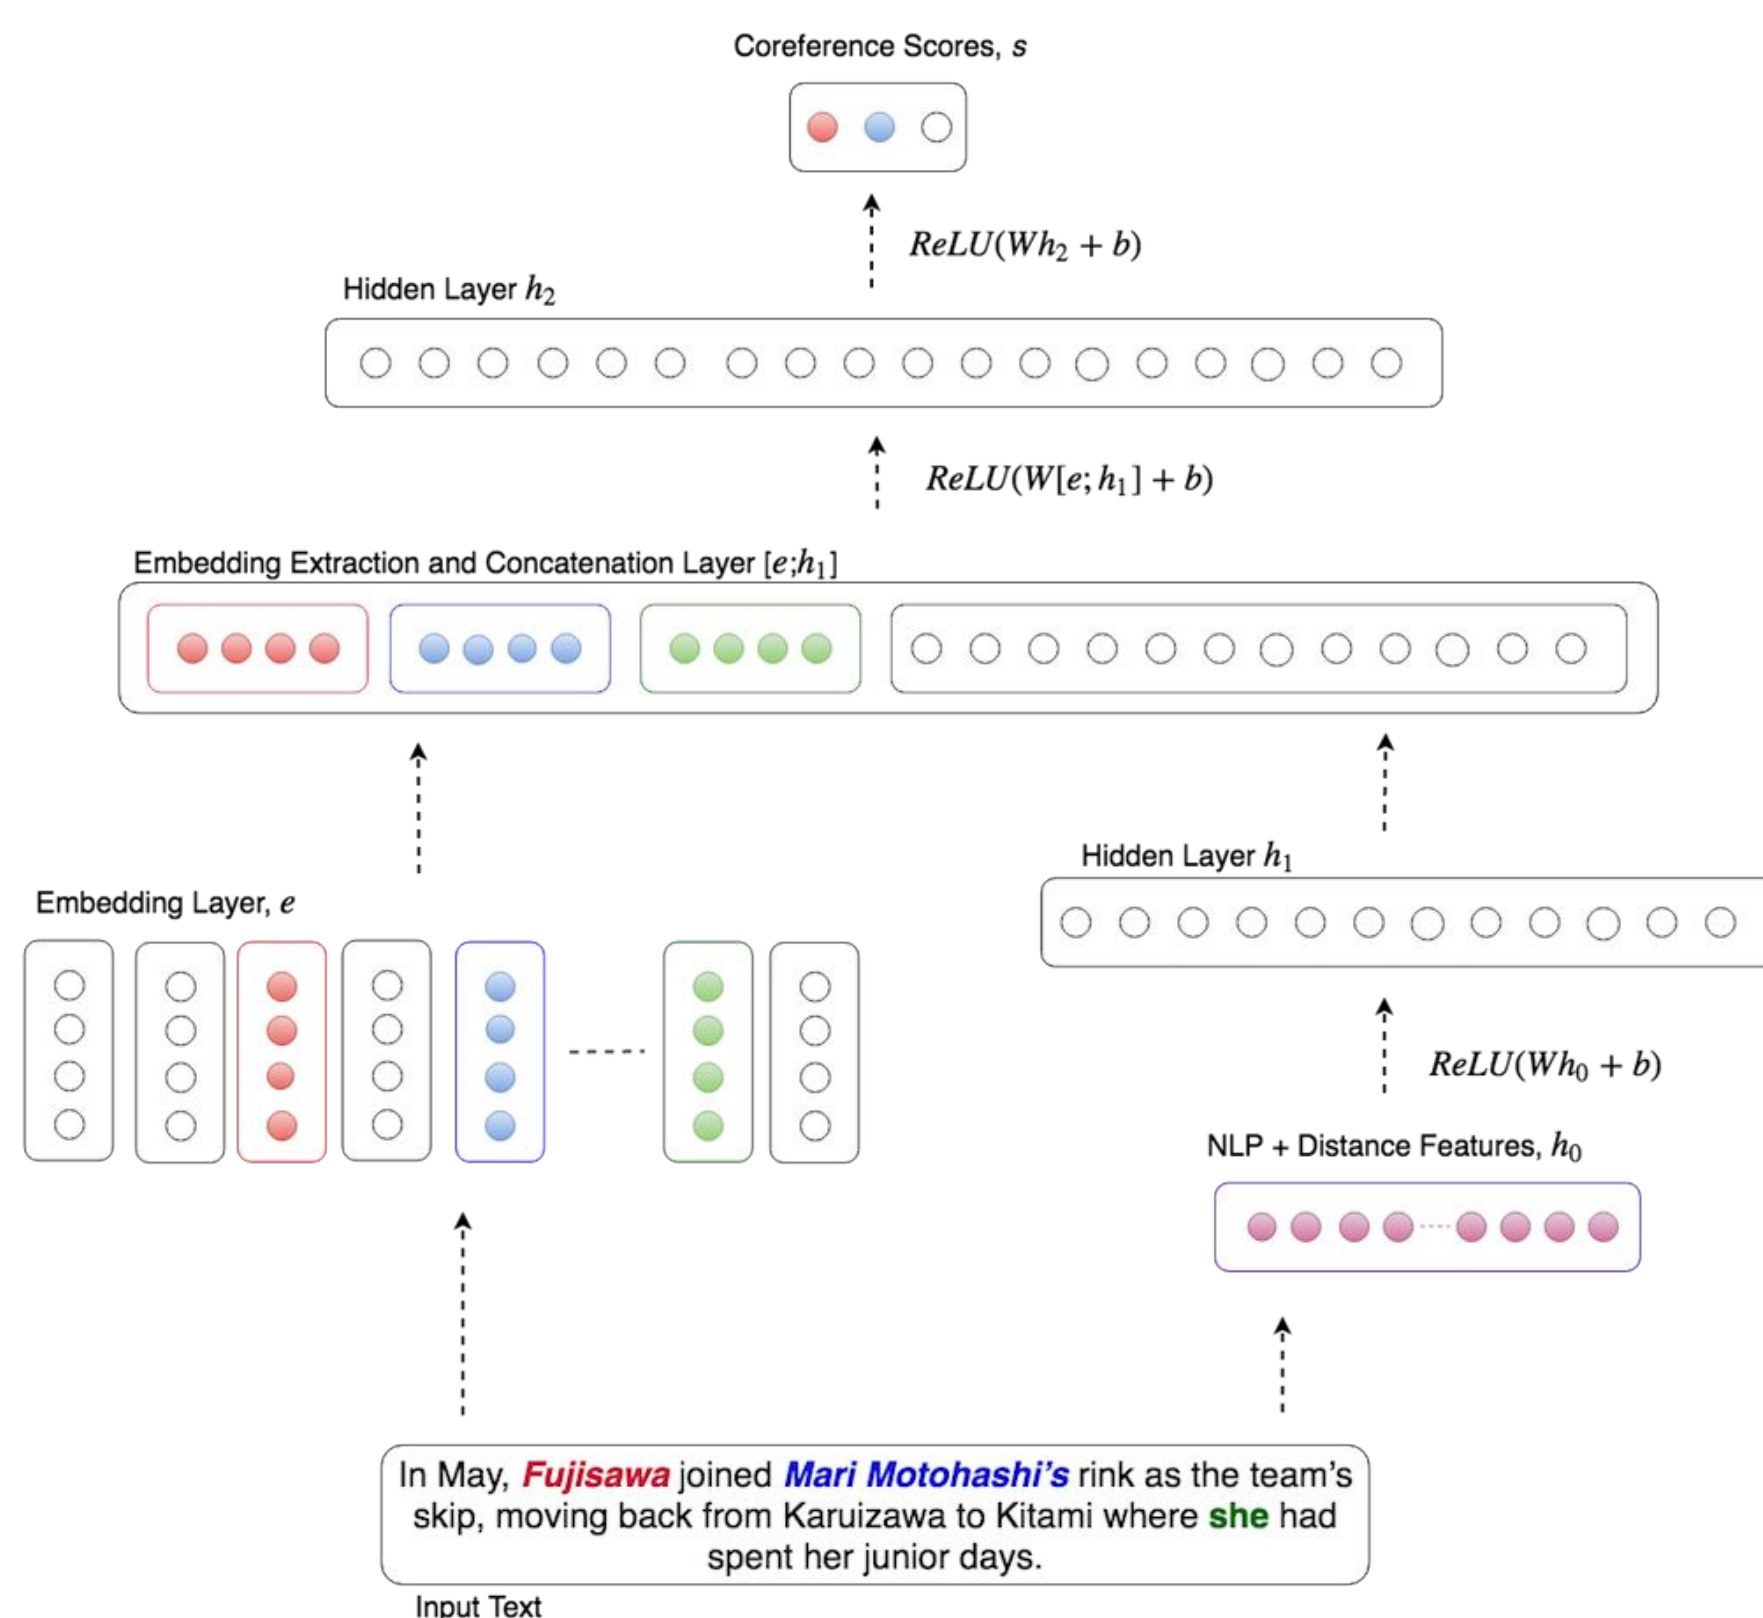 Coreference Scores, s
ReLU(Wh₂ + b)
Hidden Layer h₂
ReLU(W[e; h₁] + b)
Embedding Extraction and Concatenation Layer [e;h₁]
Hidden Layer h₁
Embedding Layer, e
ReLU(Wh₀ + b)
NLP + Distance Features, h₀
In May, Fujisawa joined Mari Motohashi’s rink as the team’s
skip, moving back from Karuizawa to Kitami where she had
spent her junior days.
Input Text